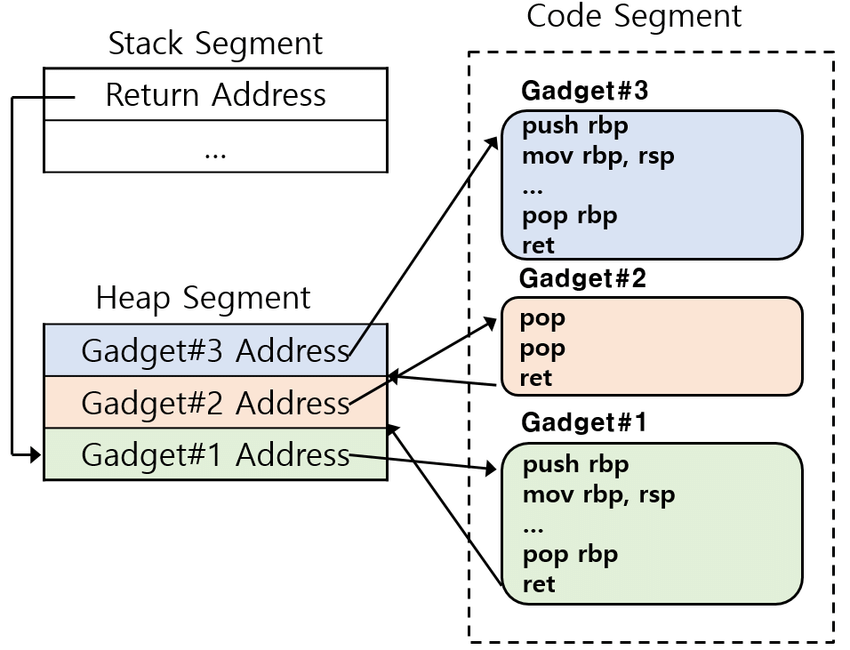 Stack Segment
Return Address
...
Heap Segment
Gadget#3 Address
Gadget#2 Address
Gadget#1 Address
Code Segment
Gadget#3
push rbp
mov rbp, rsp
...
pop rbp
ret
Gadget#2
pop
pop
ret
Gadget#1
push rbp
mov rbp, rsp
...
pop rbp
ret